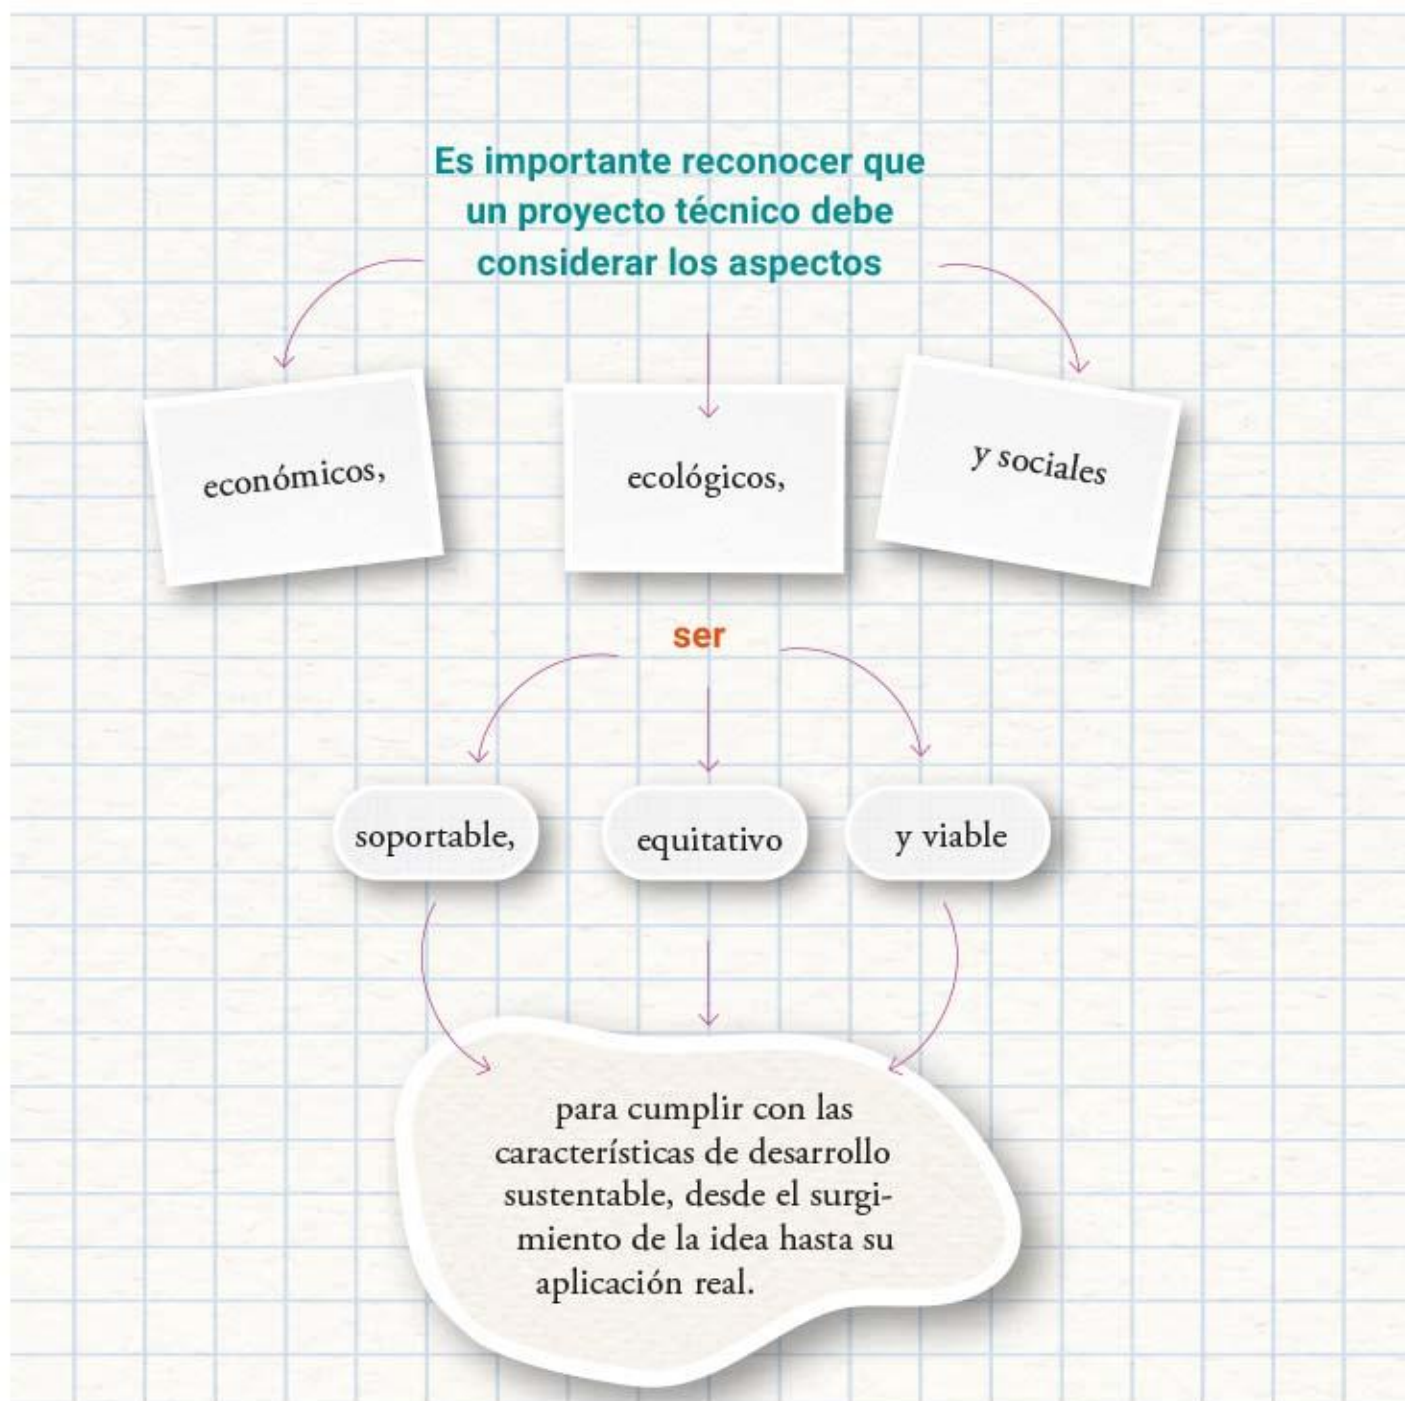 Es importante reconocer que
un proyecto técnico debe
considerar los aspectos
económicos,
ecológicos,
y sociales
ser
soportable,
equitativo
y viable
para cumplir con las
características de desarrollo
sustentable, desde el surgi-
miento de la idea hasta su
aplicación real.